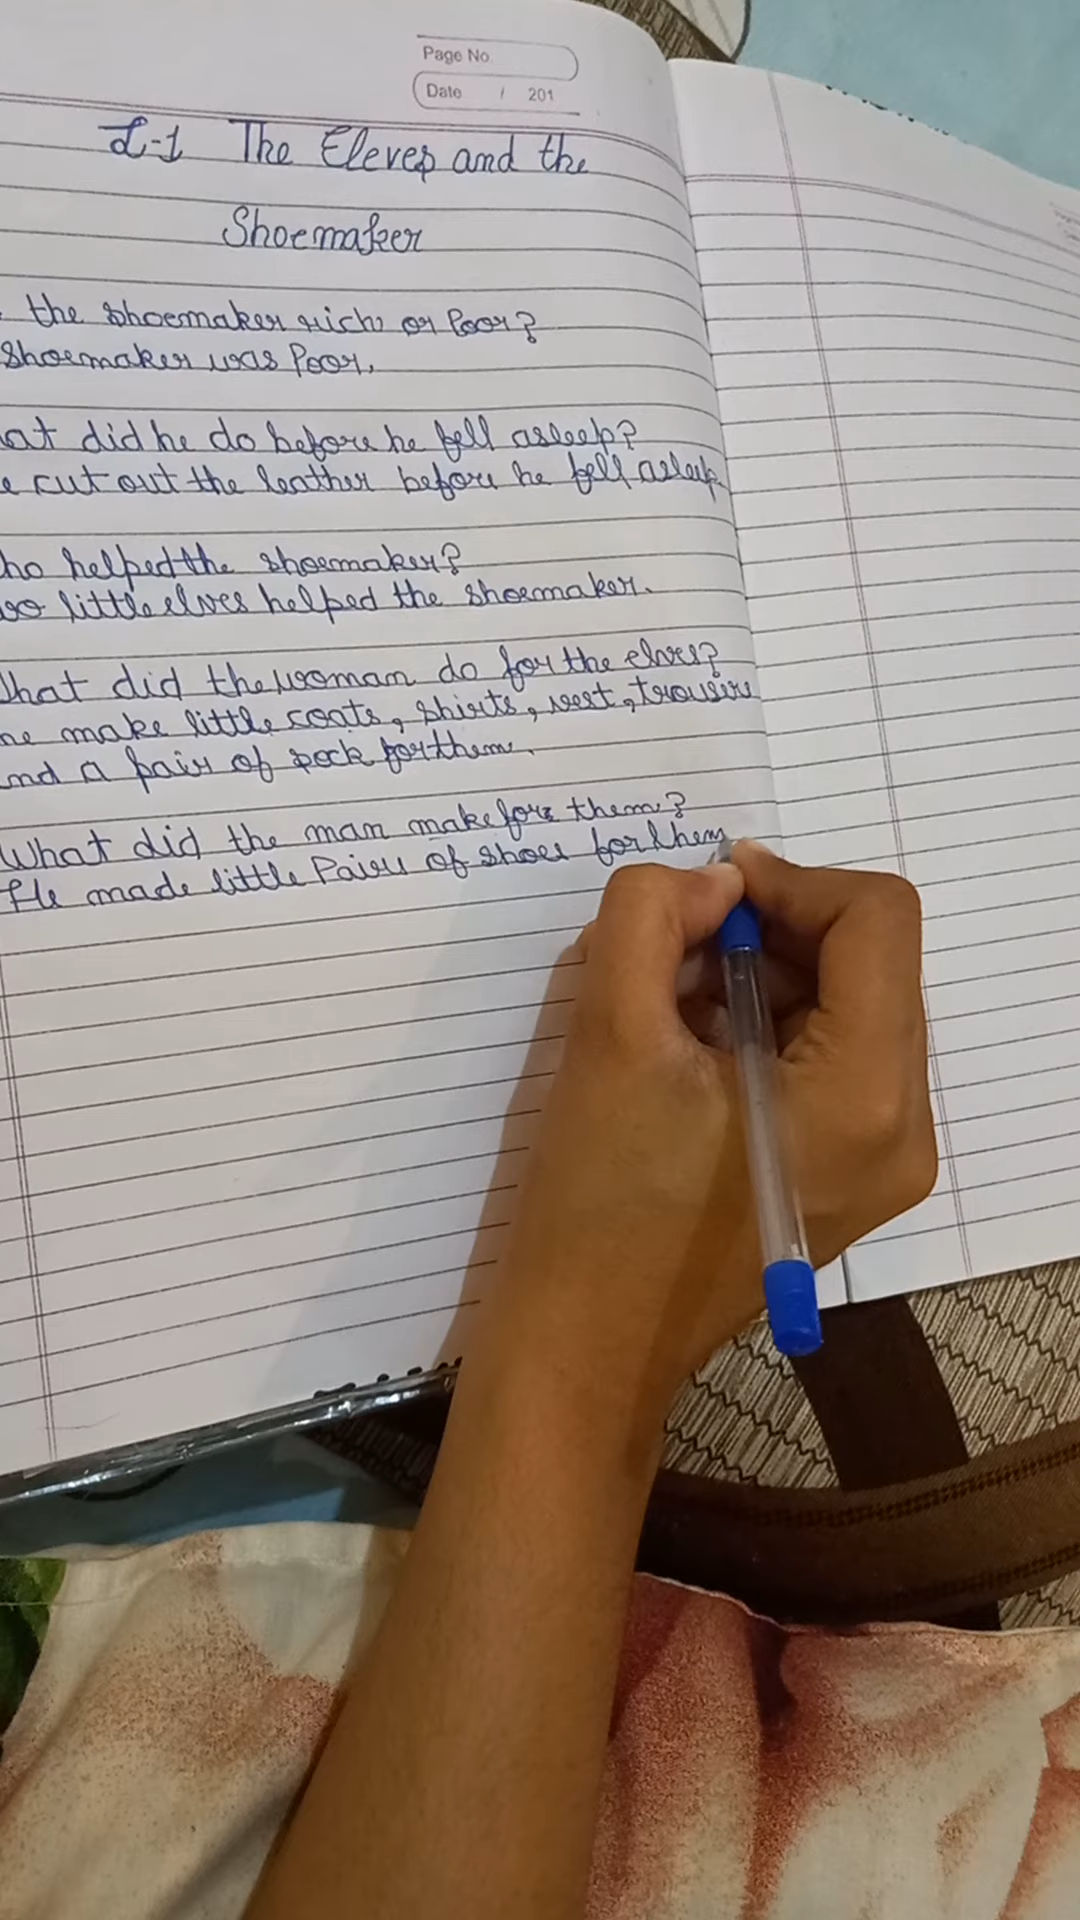 Page No.
Date / 201
L-1 The Eleves and the
Shoemaker
the shoemaker rich or Poor?
Shoemaker was Poor.
at did he do before he fell asleep?
e cut out the leather before he fell asleep
ho helped the shoemaker?
wo little elves helped the shoemaker.
What did the woman do for the elves?
he make little coats, shirts, vest, trousers
and a pair of sock for them.
What did the man make for them?
He made little Pairs of shoes for them